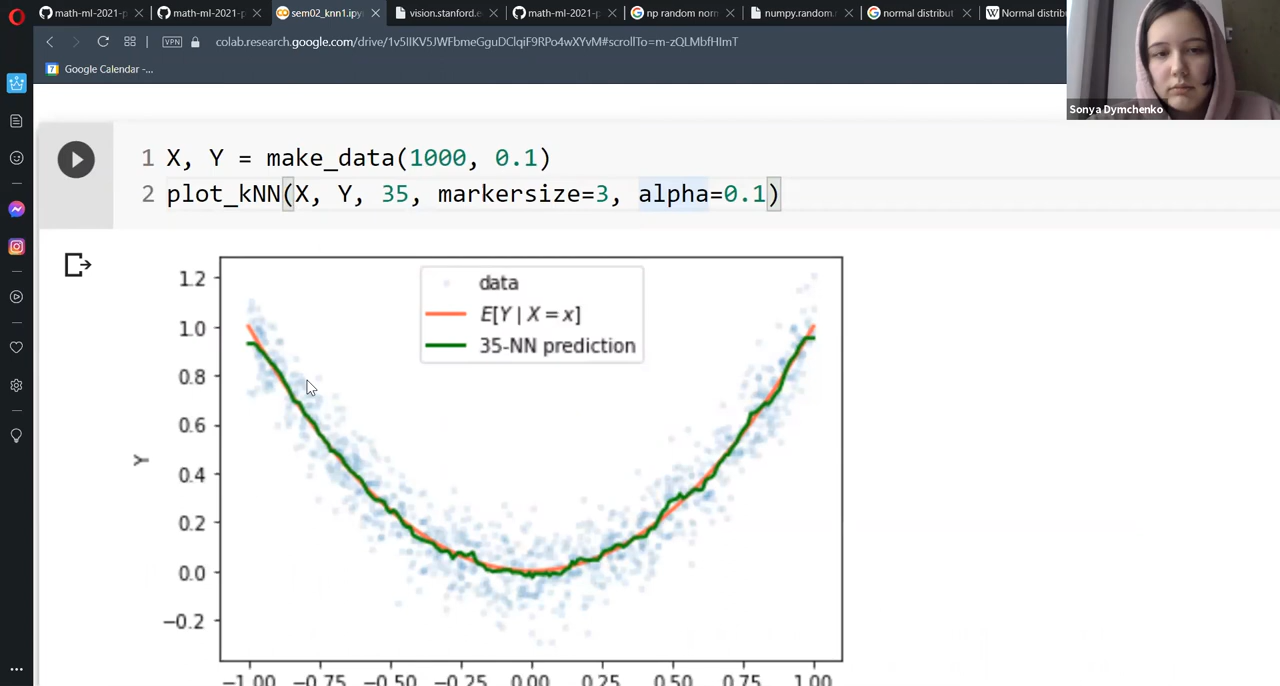 math-ml-2021-p
math-ml-2021-p
sem02_knn1.ipy
vision.stanford.e
math-ml-2021-p
np random norm
numpy.random.
normal distribut
Normal distrib
VPN
colab.research.google.com/drive/1v5IIKV5JWFbmeGguDClqiF9RPo4wXYvM#scrollTo=m-zQLMbfHImT
7 Google Calendar -...
Sonya Dymchenko
1 X, Y = make_data(1000, 0.1)
2 plot_kNN(X, Y, 35, markersize=3, alpha=0.1)
data
E[Y | X = x]
35-NN prediction
1.2
1.0
0.8
0.6
0.4
0.2
0.0
−0.2
Y
−1.00 −0.75 −0.50 −0.25 0.00 0.25 0.50 0.75 1.00